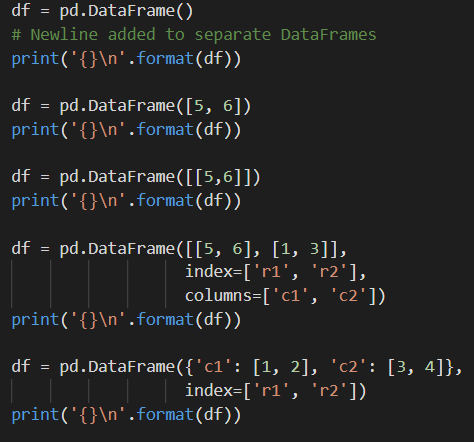 df = pd.DataFrame()
# Newline added to separate DataFrames
print('{}\n'.format(df))

df = pd.DataFrame([5, 6])
print('{}\n'.format(df))

df = pd.DataFrame([[5,6]])
print('{}\n'.format(df))

df = pd.DataFrame([[5, 6], [1, 3]],
                  index=['r1', 'r2'],
                  columns=['c1', 'c2'])
print('{}\n'.format(df))

df = pd.DataFrame({'c1': [1, 2], 'c2': [3, 4]},
                  index=['r1', 'r2'])
print('{}\n'.format(df))